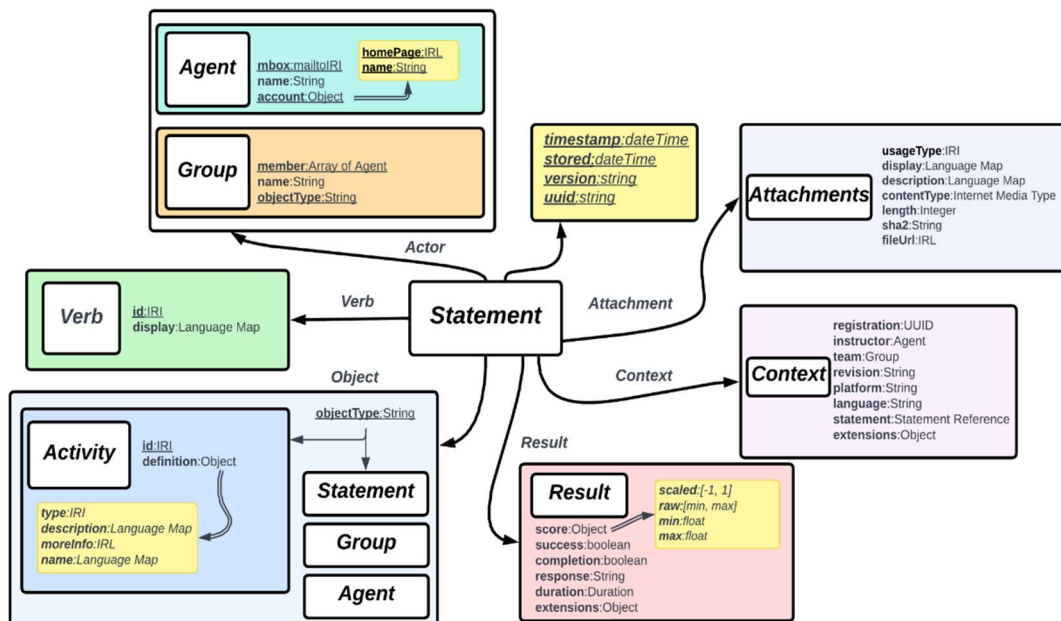 Agent
mbox:mailtoIRI
name:String
account:Object
homePage:IRL
name:String
Group
member:Array of Agent
name:String
objectType:String
timestamp:dateTime
stored:dateTime
version:string
uuid:string
Attachments
usageType:IRI
display:Language Map
description:Language Map
contentType:Internet Media Type
length:Integer
sha2:String
fileUrl:IRL
Actor
Verb
id:IRI
display:Language Map
Verb
Statement
Attachment
Context
registration:UUID
instructor:Agent
team:Group
revision:String
platform:String
language:String
statement:Statement Reference
extensions:Object
Context
Object
objectType:String
Activity
id:IRI
definition:Object
type:IRI
description:Language Map
moreInfo:IRL
name:Language Map
Statement
Group
Agent
Result
Result
score:Object
success:boolean
completion:boolean
response:String
duration:Duration
extensions:Object
scaled:[-1, 1]
raw:[min, max]
min:float
max:float